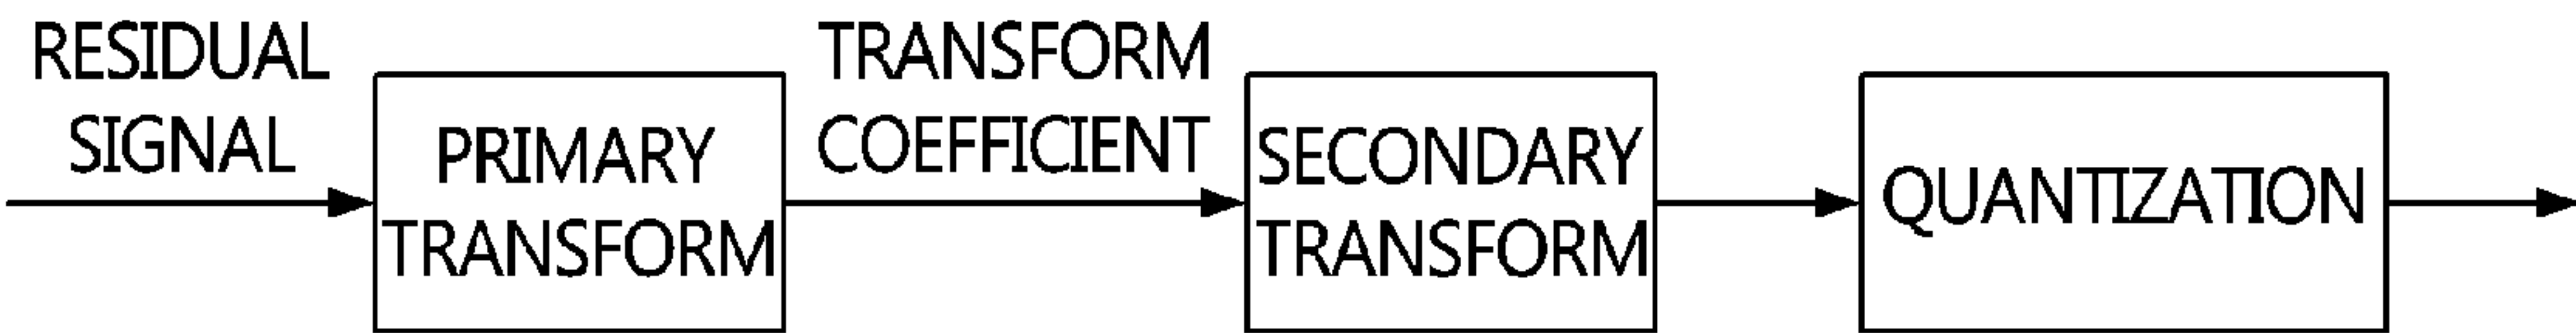 RESIDUAL
SIGNAL
PRIMARY
TRANSFORM
TRANSFORM
COEFFICIENT
SECONDARY
TRANSFORM
QUANTIZATION